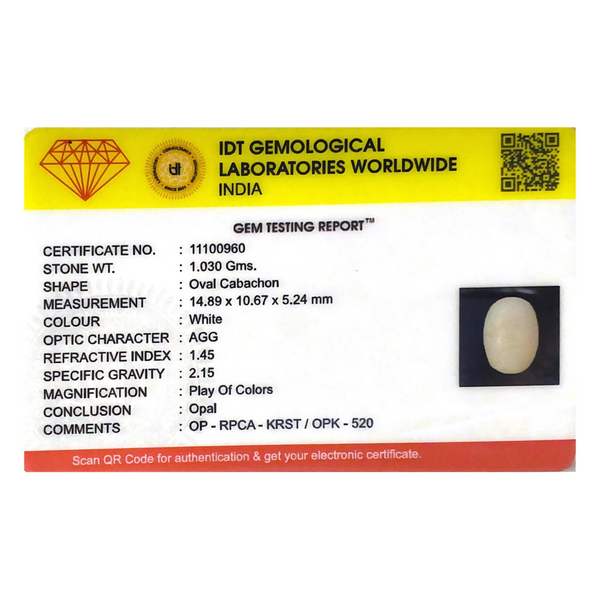 IDT GEMOLOGICAL
LABORATORIES WORLDWIDE
INDIA
GEM TESTING REPORT™
CERTIFICATE NO. : 11100960
STONE WT. : 1.030 Gms.
SHAPE : Oval Cabachon
MEASUREMENT : 14.89 x 10.67 x 5.24 mm
COLOUR : White
OPTIC CHARACTER : AGG
REFRACTIVE INDEX : 1.45
SPECIFIC GRAVITY : 2.15
MAGNIFICATION : Play Of Colors
CONCLUSION : Opal
COMMENTS : OP - RPCA - KRST / OPK - 520
Scan QR Code for authentication & get your electronic certificate.